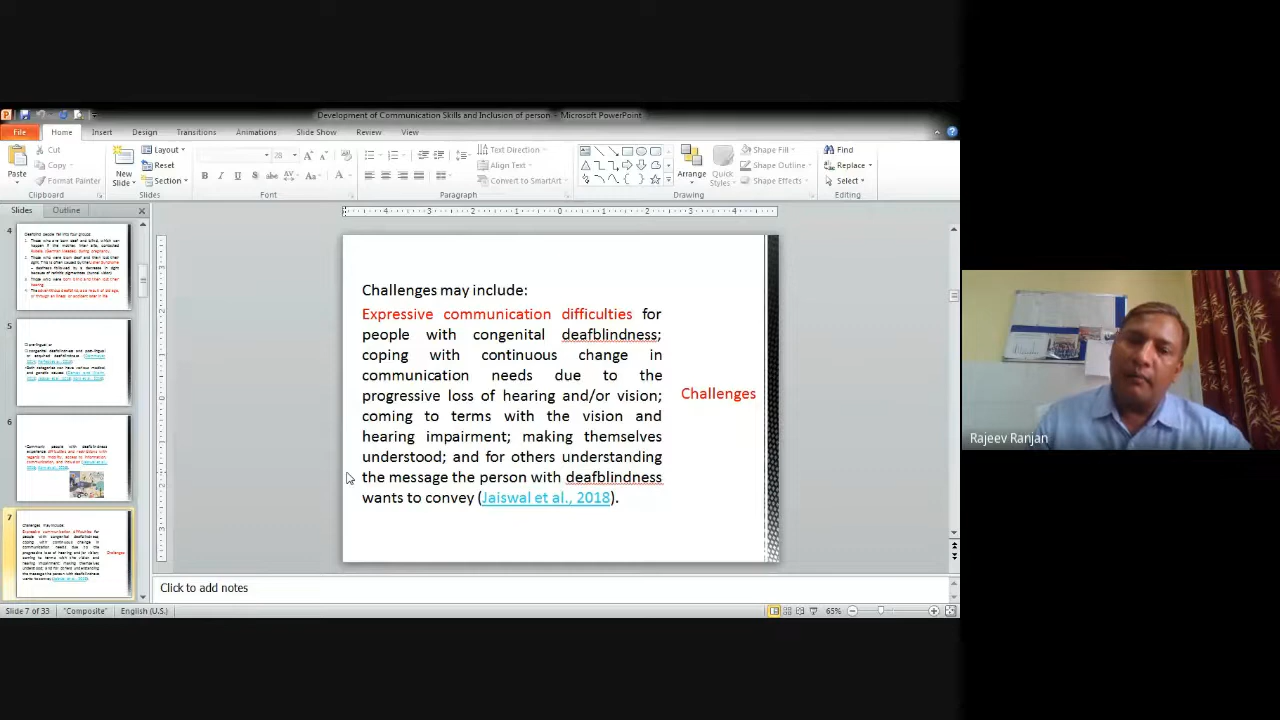 Development of Communication Skills and Inclusion of person - Microsoft PowerPoint
File Home Insert Design Transitions Animations Slide Show Review View
Cut
Copy
Format Painter
Paste
Clipboard
New
Slide
Layout
Reset
Section
Slides
28
Font
Paragraph
Text Direction
Align Text
Convert to SmartArt
Arrange
Quick
Styles
Shape Fill
Shape Outline
Shape Effects
Drawing
Find
Replace
Select
Editing
Slides Outline
4
5
6
7
Challenges may include:
Expressive communication difficulties for
people with congenital deafblindness;
coping with continuous change in
communication needs due to the
progressive loss of hearing and/or vision;
coming to terms with the vision and
hearing impairment; making themselves
understood; and/or others understanding
the message the person with deafblindness
wants to convey (Jaiswal et al., 2018).
Challenges
Click to add notes
Slide 7 of 33 "Composite" English (U.S.) 65%
Rajeev Ranjan